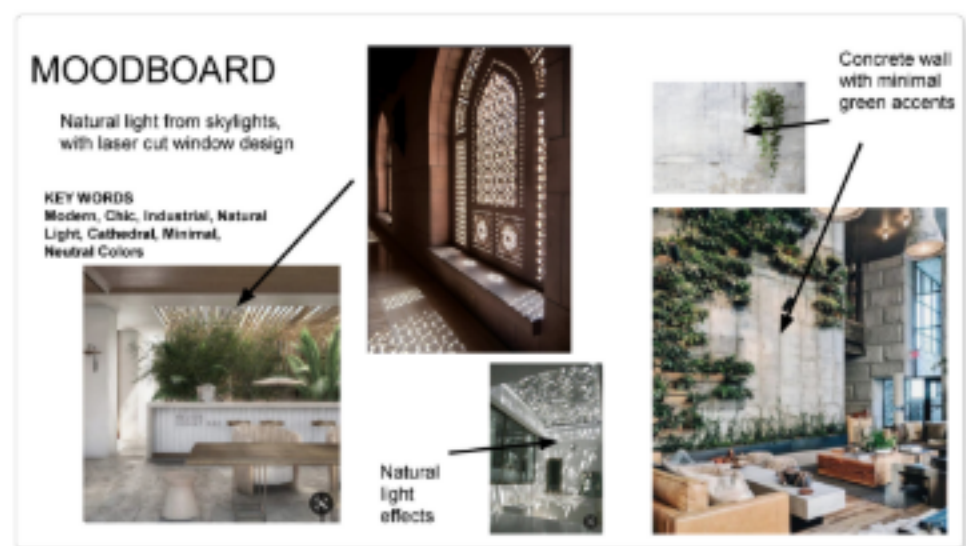 MOODBOARD
Natural light from skylights,
with laser cut window design
KEY WORDS
Modern, Chic, Industrial, Natural
Light, Cathedral, Minimal,
Neutral Colors
Natural
light
effects
Concrete wall
with minimal
green accents